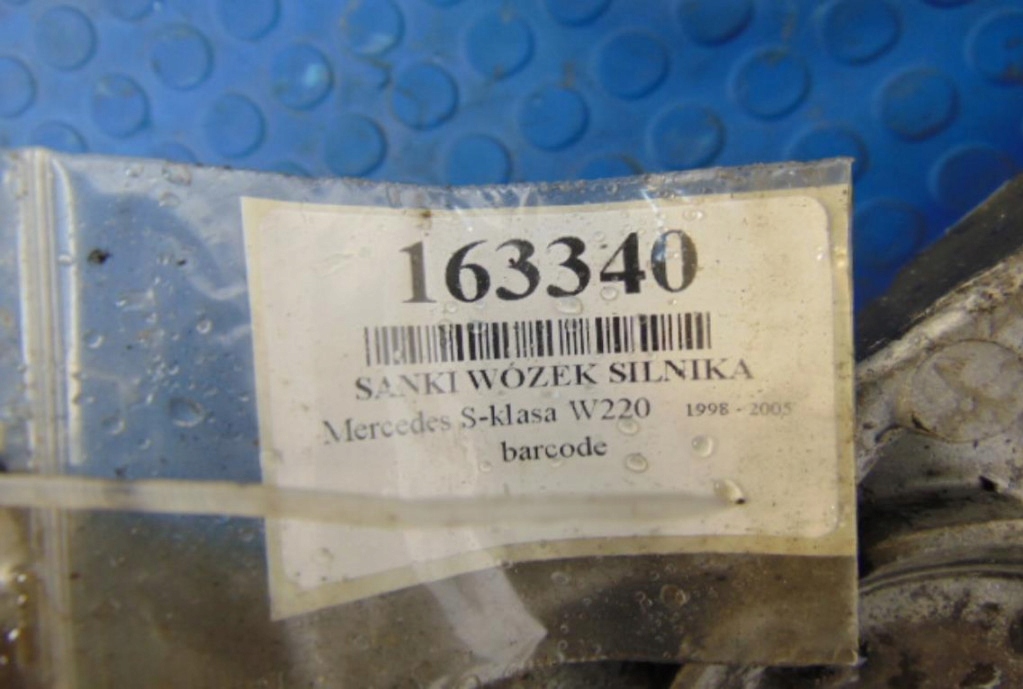 163340
SANKI WÓZEK SILNIKA
Mercedes S-klasa W220 1998 - 2005
barcode